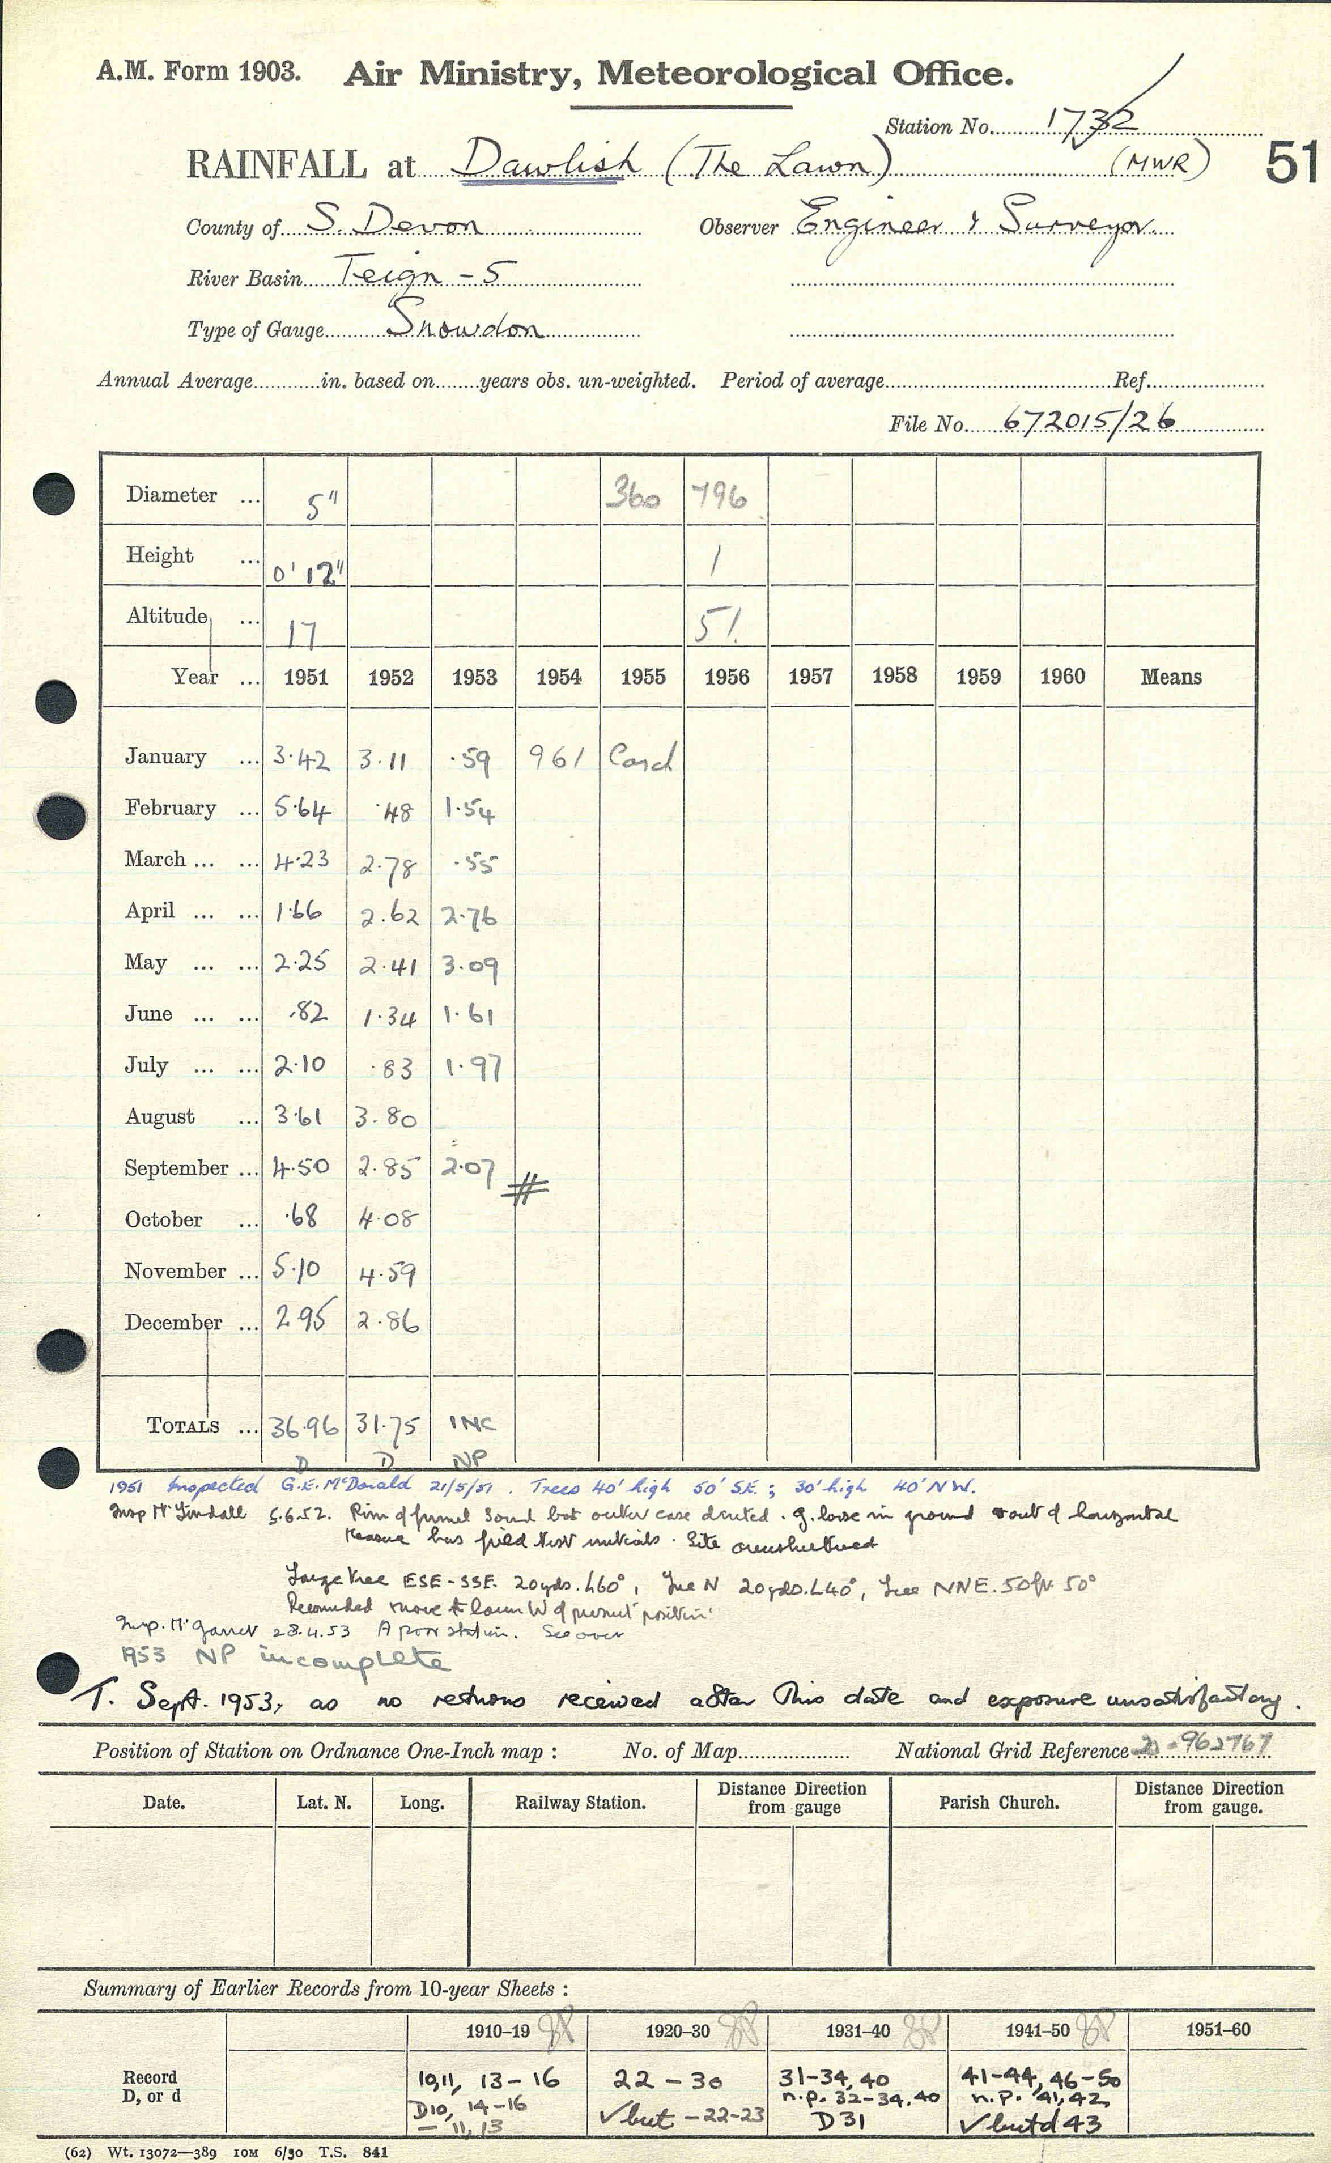 A.M. Form 1903. Air Ministry, Meteorological Office.
Station No. 1732
RAINFALL at Dawlish (The Lawn) (MWR) 51
County of S. Devon Observer Engineer & Surveyor
River Basin Teign - 5
Type of Gauge Snowdon
Annual Average in. based on years obs. un-weighted. Period of average Ref.
File No. 672015/26
Diameter ... 5" 360 796
Height ... 0' 12" 1
Altitude ... 17 51
Year ... 1951 1952 1953 1954 1955 1956 1957 1958 1959 1960 Means
January ... 3.42 3.11 .59 961 Card
February ... 5.64 .48 1.54
March ... ... 4.23 2.78 .55
April ... ... 1.66 2.62 2.76
May ... ... 2.25 2.41 3.09
June ... ... .82 1.34 1.61
July ... ... 2.10 .83 1.97
August ... 3.61 3.80
September ... 4.50 2.85 2.07 #
October ... .68 4.08
November ... 5.10 4.59
December ... 2.95 2.86
TOTALS ... 36.96 31.75 INC
D D NP
1951 Inspected G.E. McDonald 21/5/51. Trees 40' high 50' S.E.; 30' high 40' NW.
Insp Mr Tindall 5.6.52. Rim of funnel sound but outer case dented. g. loose in ground & out of horizontal
Measure has initials. Site oversheltered
Large tree ESE-SSE. 20yds. L60°, Tree N 20yds. L40°, Tree NNE. 50ft 50°
Recommended move to lawn W of present position
Insp. Mr 28.4.53 A poor station. See over
1953 NP incomplete
T. Sept. 1953, as no returns received after this date and exposure unsatisfactory.
Position of Station on Ordnance One-Inch map : No. of Map National Grid Reference 962767
Date. Lat. N. Long. Railway Station. Distance Direction from gauge Parish Church. Distance Direction from gauge.
Summary of Earlier Records from 10-year Sheets :
1910-19 1920-30 1931-40 1941-50 1951-60
Record 10,11, 13-16 22-30 31-34, 40 41-44, 46-50
D, or d D10, 14-16 ✓ but -22-23 n.p. 32-34.40 n.p. '41,42,
- 11, 13 D31 ✓ but d 43
(62) Wt. 13072—389 10M 6/50 T.S. 841